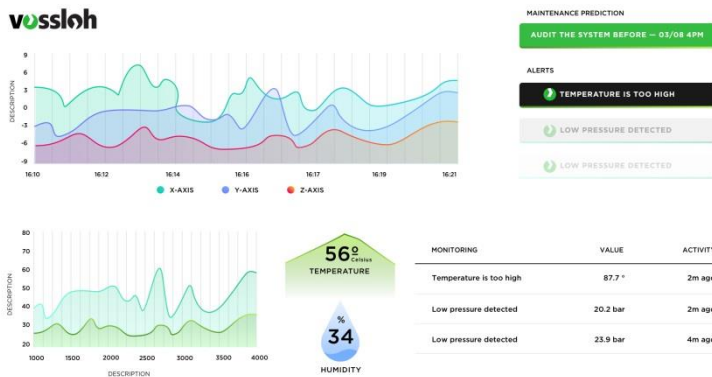 vossloh
MAINTENANCE PREDICTION
AUDIT THE SYSTEM BEFORE — 03/08 4PM
ALERTS
TEMPERATURE IS TOO HIGH
LOW PRESSURE DETECTED
LOW PRESSURE DETECTED
DESCRIPTION
9
6
3
0
-3
-6
-9
16:10 16:12 16:14 16:16 16:17 16:19 16:21
X-AXIS Y-AXIS Z-AXIS
DESCRIPTION
80
70
60
50
40
30
20
1000 1500 2000 2500 3000 3500 4000
DESCRIPTION
56º
Celsius
TEMPERATURE
%
34
HUMIDITY
MONITORING VALUE ACTIVITY
Temperature is too high 87.7 ° 2m ago
Low pressure detected 20.2 bar 2m ago
Low pressure detected 23.9 bar 4m ago